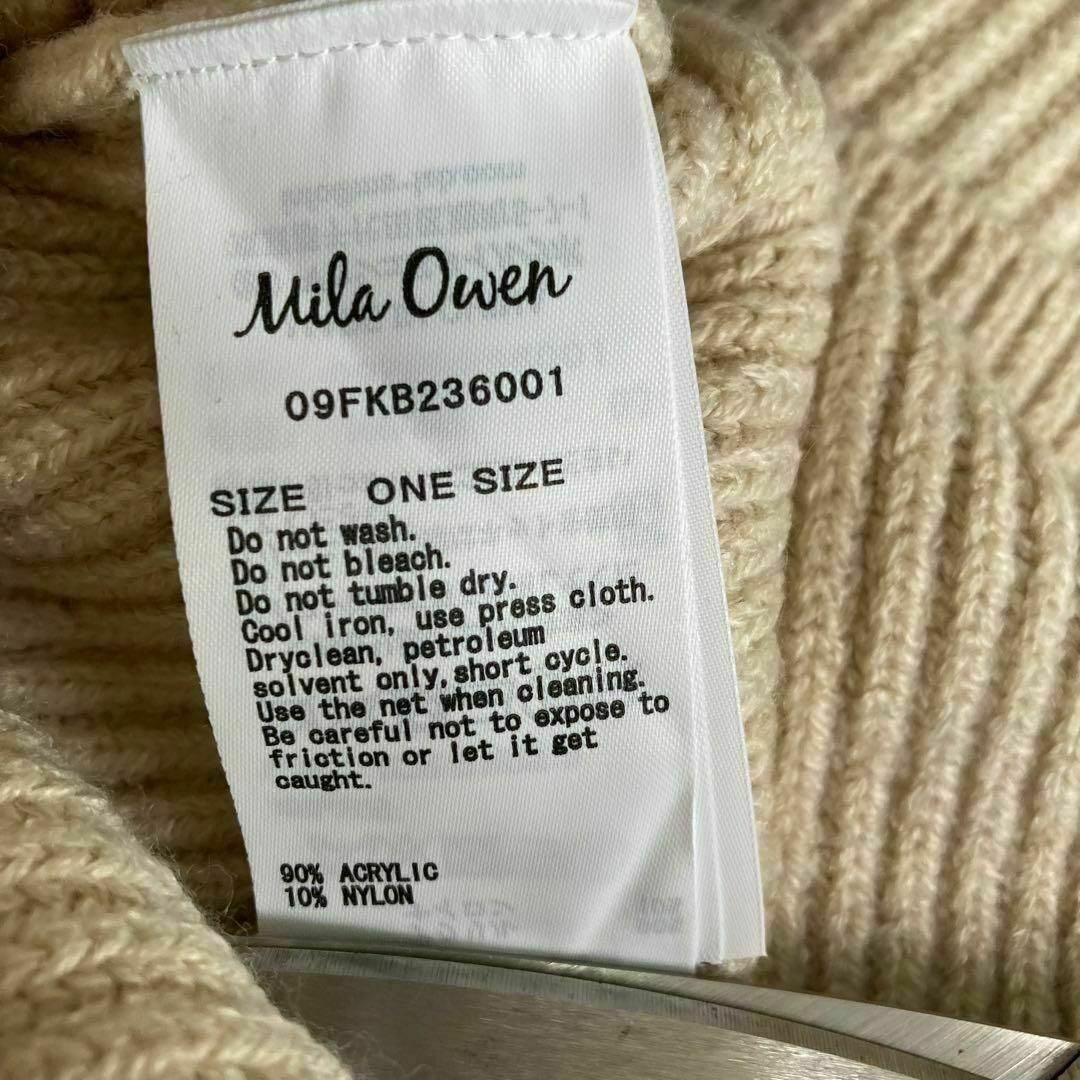 Mila Owen
09FKB236001
SIZE ONE SIZE
Do not wash.
Do not bleach.
Do not tumble dry.
Cool iron, use press cloth.
Dryclean, petroleum
solvent only,short cycle.
Use the net when cleaning.
Be careful not to expose to
friction or let it get
caught.
90% ACRYLIC
10% NYLON